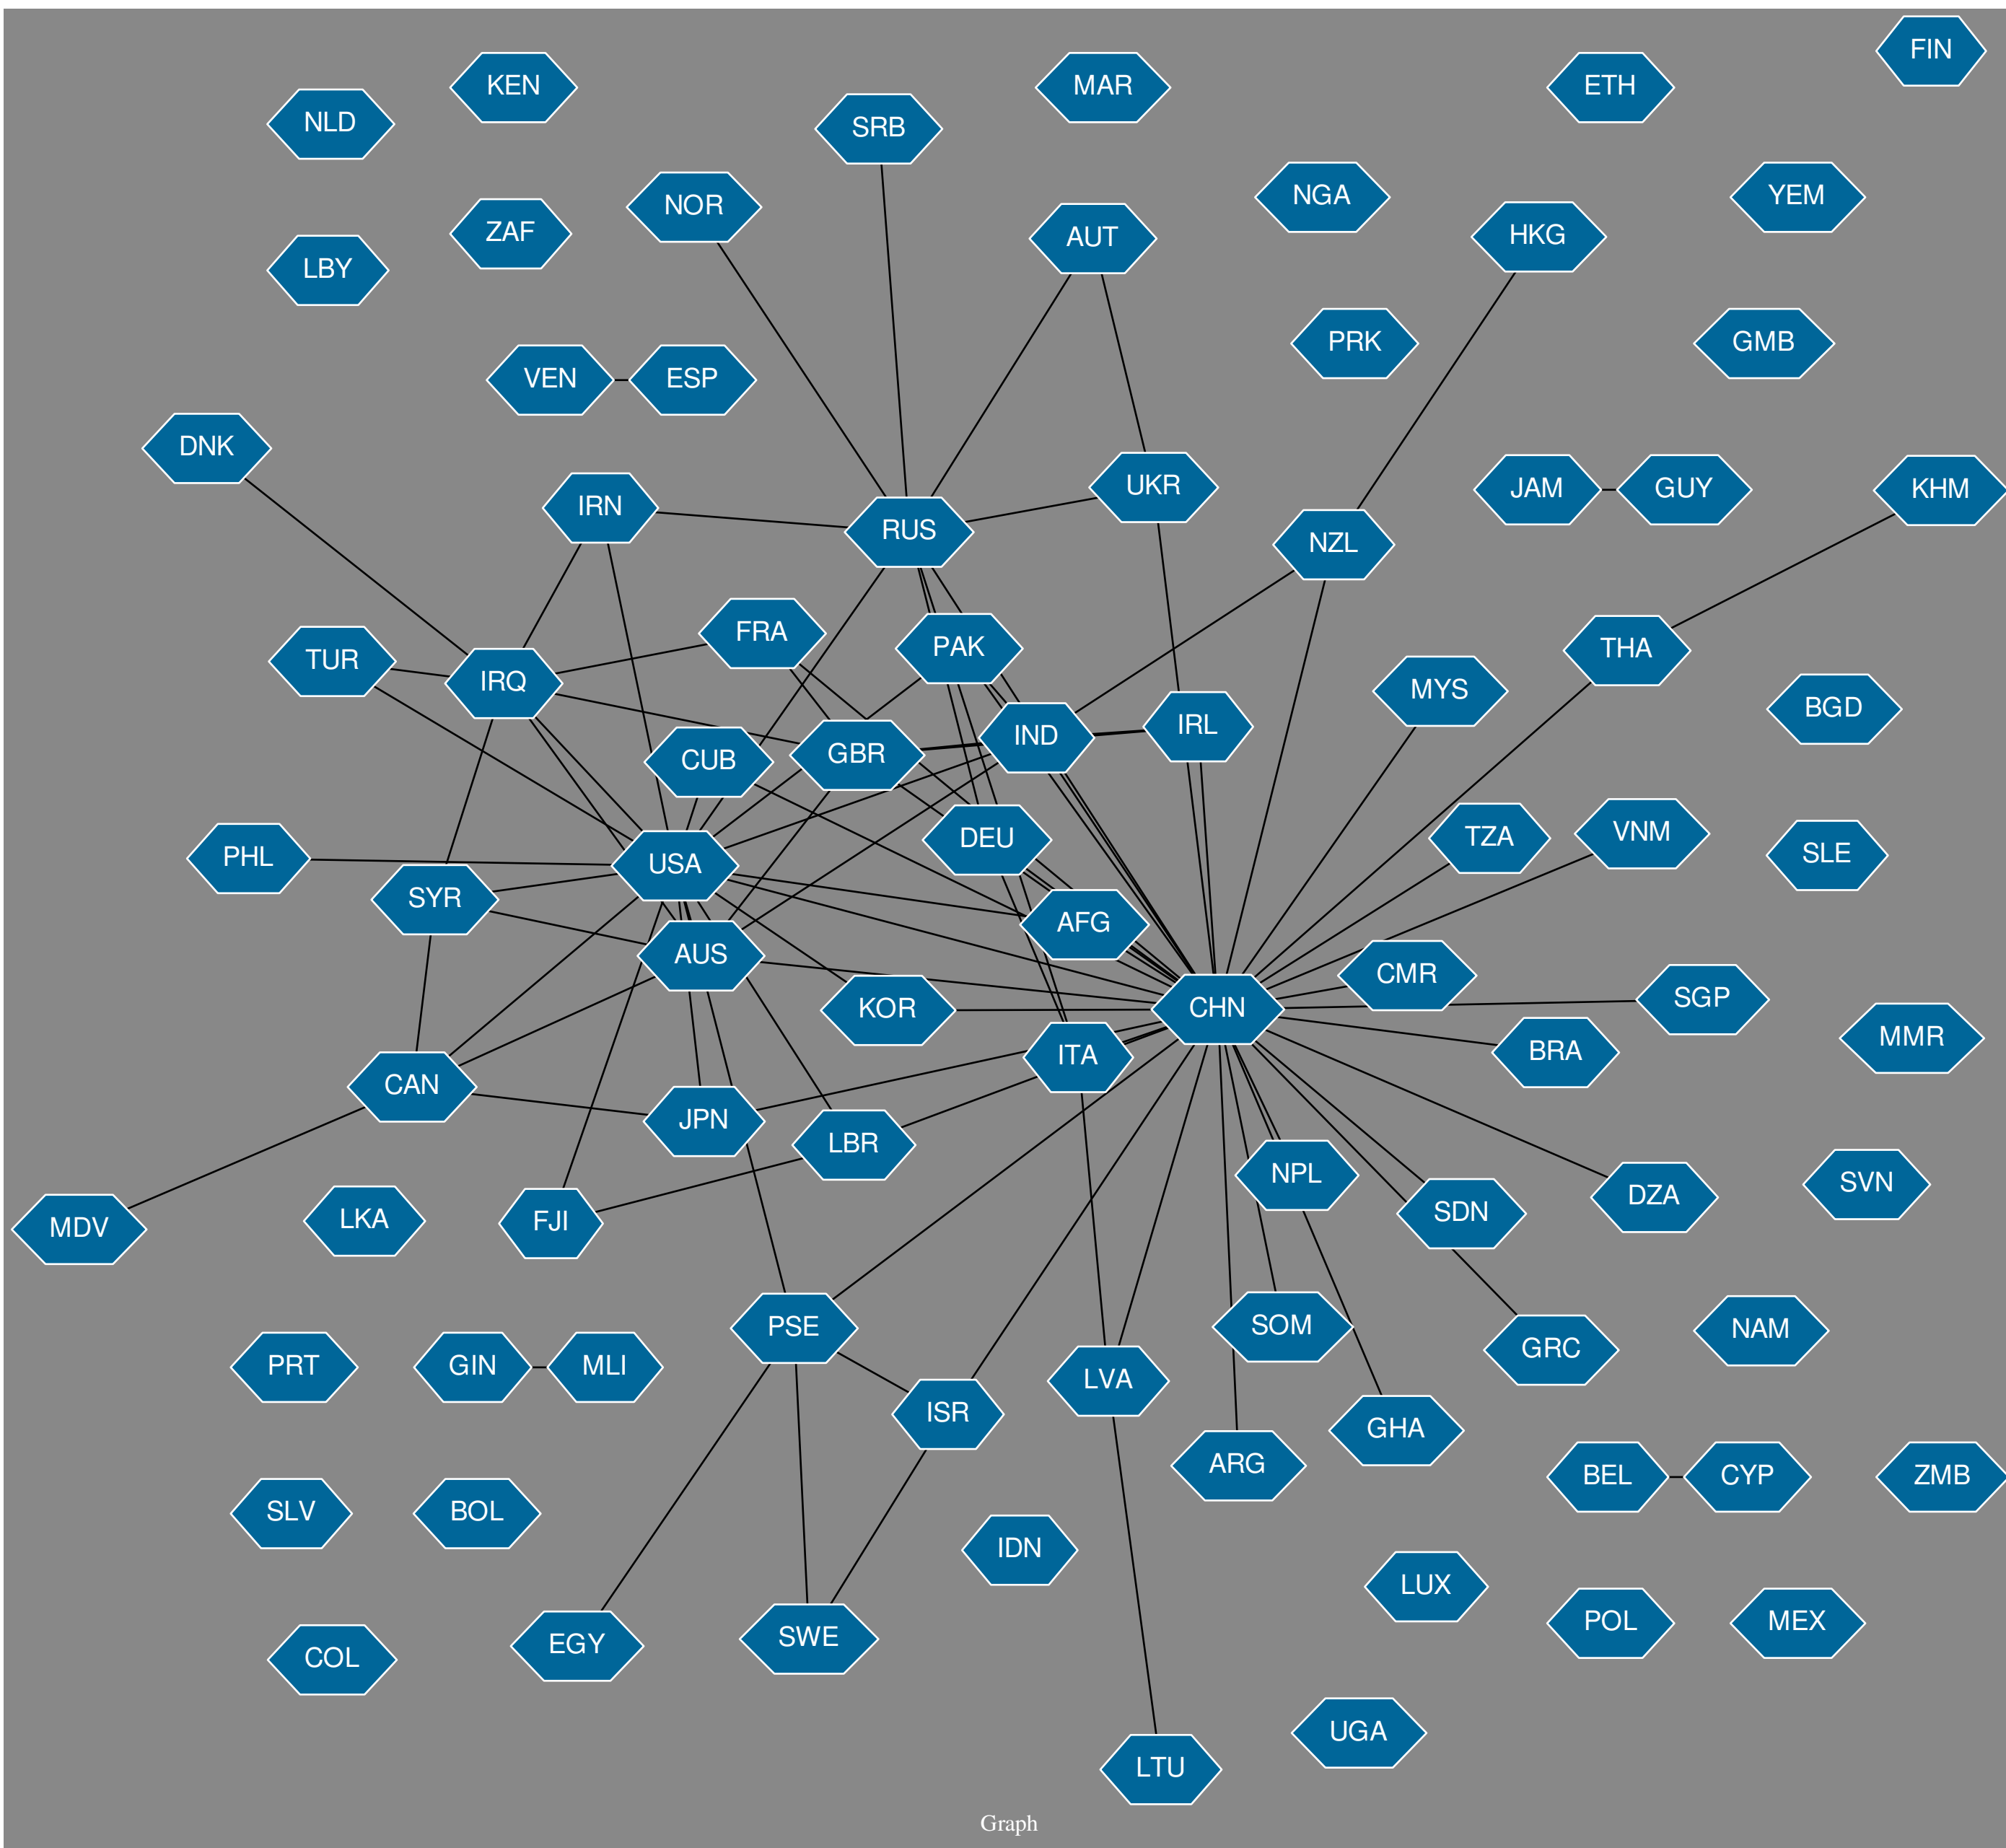 FIN
KEN
MAR
ETH
NLD
SRB
NGA
YEM
NOR
ZAF
AUT
HKG
LBY
PRK
GMB
VEN
ESP
DNK
UKR
JAM
GUY
KHM
IRN
RUS
NZL
FRA
PAK
THA
TUR
IRQ
MYS
BGD
IRL
IND
GBR
CUB
VNM
TZA
DEU
SLE
PHL
USA
SYR
AFG
AUS
CMR
SGP
KOR
CHN
MMR
BRA
ITA
CAN
JPN
LBR
NPL
SVN
DZA
SDN
LKA
FJI
MDV
SOM
PSE
NAM
GRC
PRT
GIN
MLI
LVA
ISR
GHA
ARG
BEL
CYP
ZMB
SLV
BOL
IDN
LUX
POL
MEX
SWE
EGY
COL
UGA
LTU
Graph